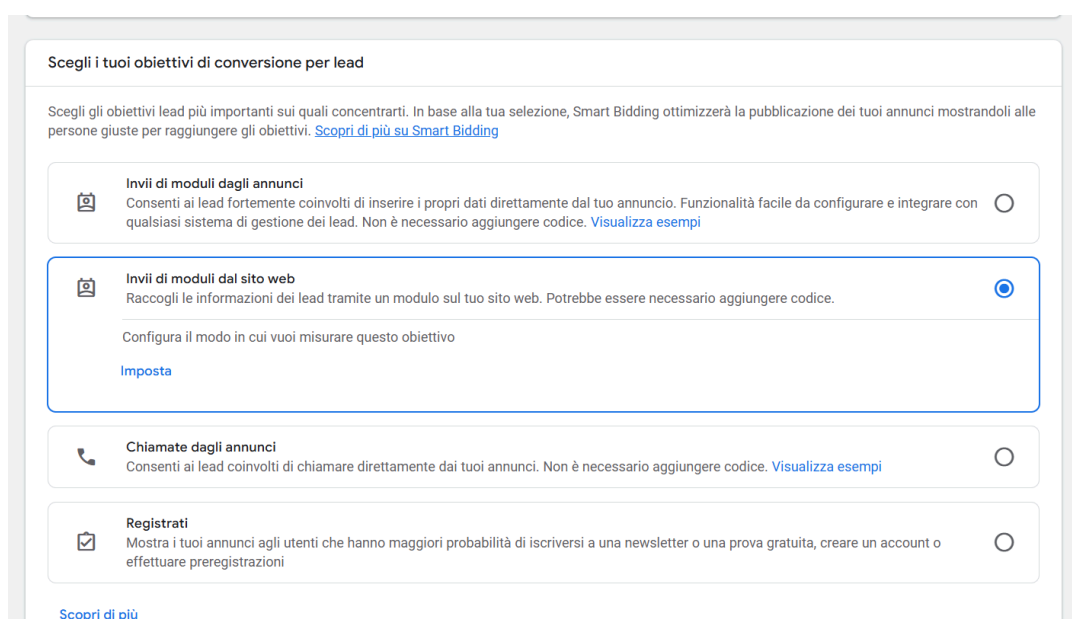 Scegli i tuoi obiettivi di conversione per lead
Scegli gli obiettivi lead più importanti sui quali concentrarti. In base alla tua selezione, Smart Bidding ottimizzerà la pubblicazione dei tuoi annunci mostrandoli alle
persone giuste per raggiungere gli obiettivi. Scopri di più su Smart Bidding
Invii di moduli dagli annunci
Consenti ai lead fortemente coinvolti di inserire i propri dati direttamente dal tuo annuncio. Funzionalità facile da configurare e integrare con
qualsiasi sistema di gestione dei lead. Non è necessario aggiungere codice. Visualizza esempi
Invii di moduli dal sito web
Raccogli le informazioni dei lead tramite un modulo sul tuo sito web. Potrebbe essere necessario aggiungere codice.
Configura il modo in cui vuoi misurare questo obiettivo
Imposta
Chiamate dagli annunci
Consenti ai lead coinvolti di chiamare direttamente dai tuoi annunci. Non è necessario aggiungere codice. Visualizza esempi
Registrati
Mostra i tuoi annunci agli utenti che hanno maggiori probabilità di iscriversi a una newsletter o una prova gratuita, creare un account o
effettuare preregistrazioni
Scopri di più